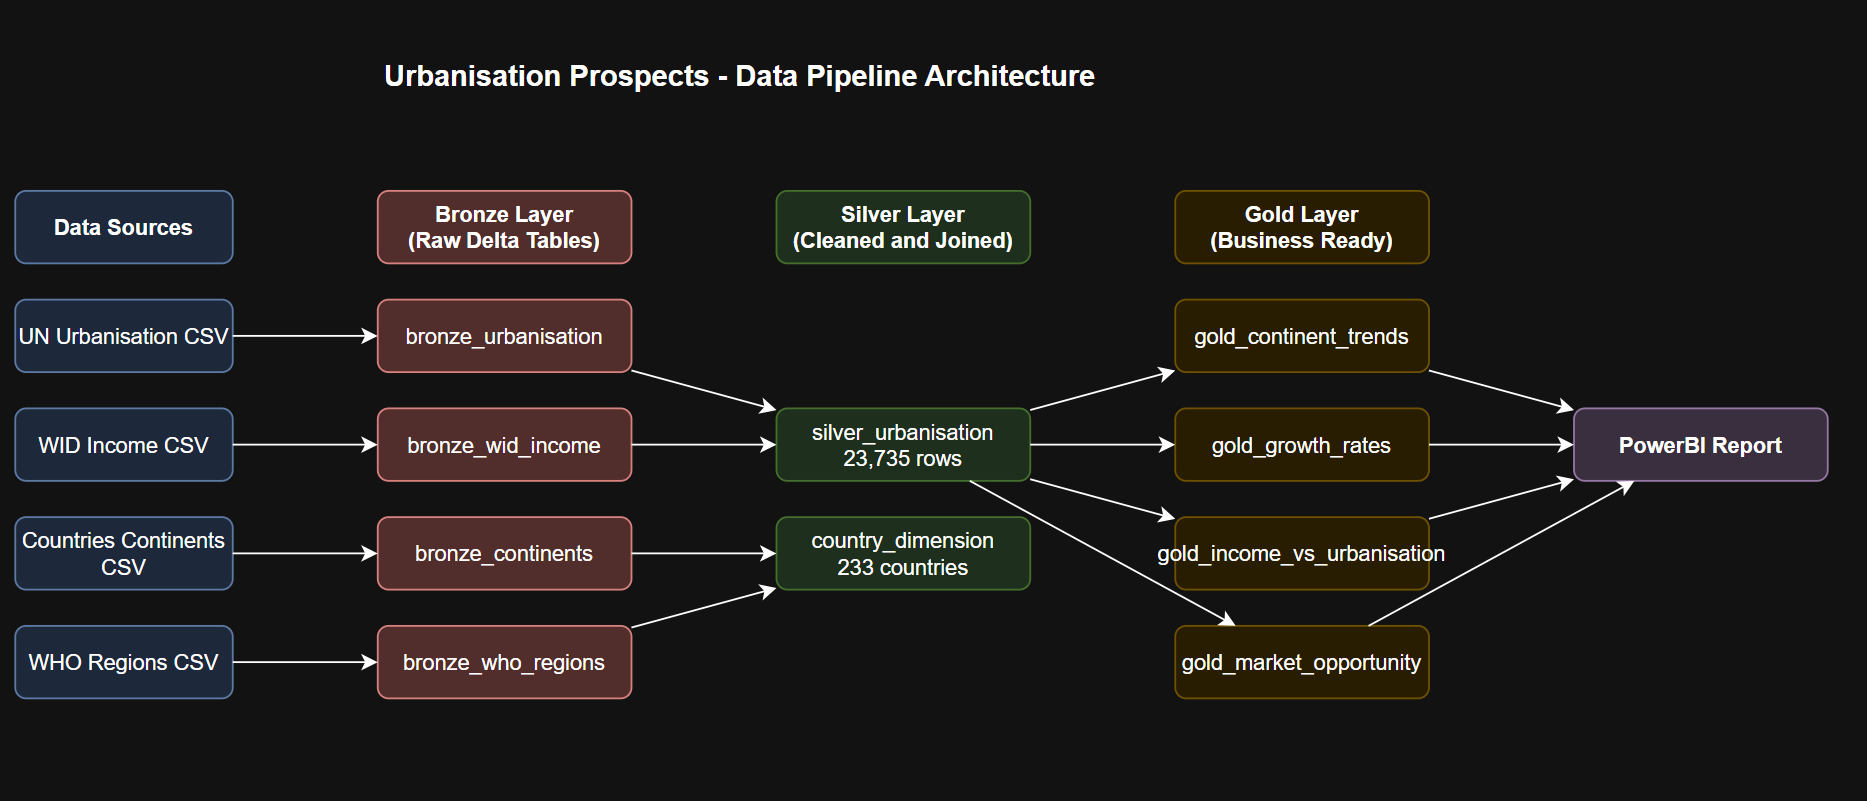 Urbanisation Prospects - Data Pipeline Architecture
Data Sources
Bronze Layer
(Raw Delta Tables)
Silver Layer
(Cleaned and Joined)
Gold Layer
(Business Ready)
UN Urbanisation CSV
bronze_urbanisation
gold_continent_trends
WID Income CSV
bronze_wid_income
silver_urbanisation
23,735 rows
gold_growth_rates
PowerBI Report
Countries Continents
CSV
bronze_continents
country_dimension
233 countries
gold_income_vs_urbanisation
WHO Regions CSV
bronze_who_regions
gold_market_opportunity